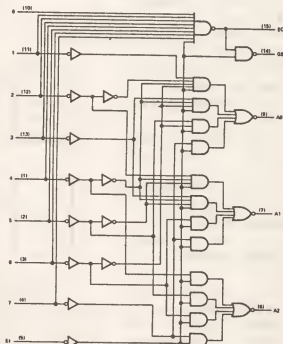 0 (10)
(15) EO
(14) GS
1 (11)
2 (12)
(9) A0
3 (13)
4 (1)
(7) A1
5 (2)
6 (3)
(6) A2
7 (4)
(5)